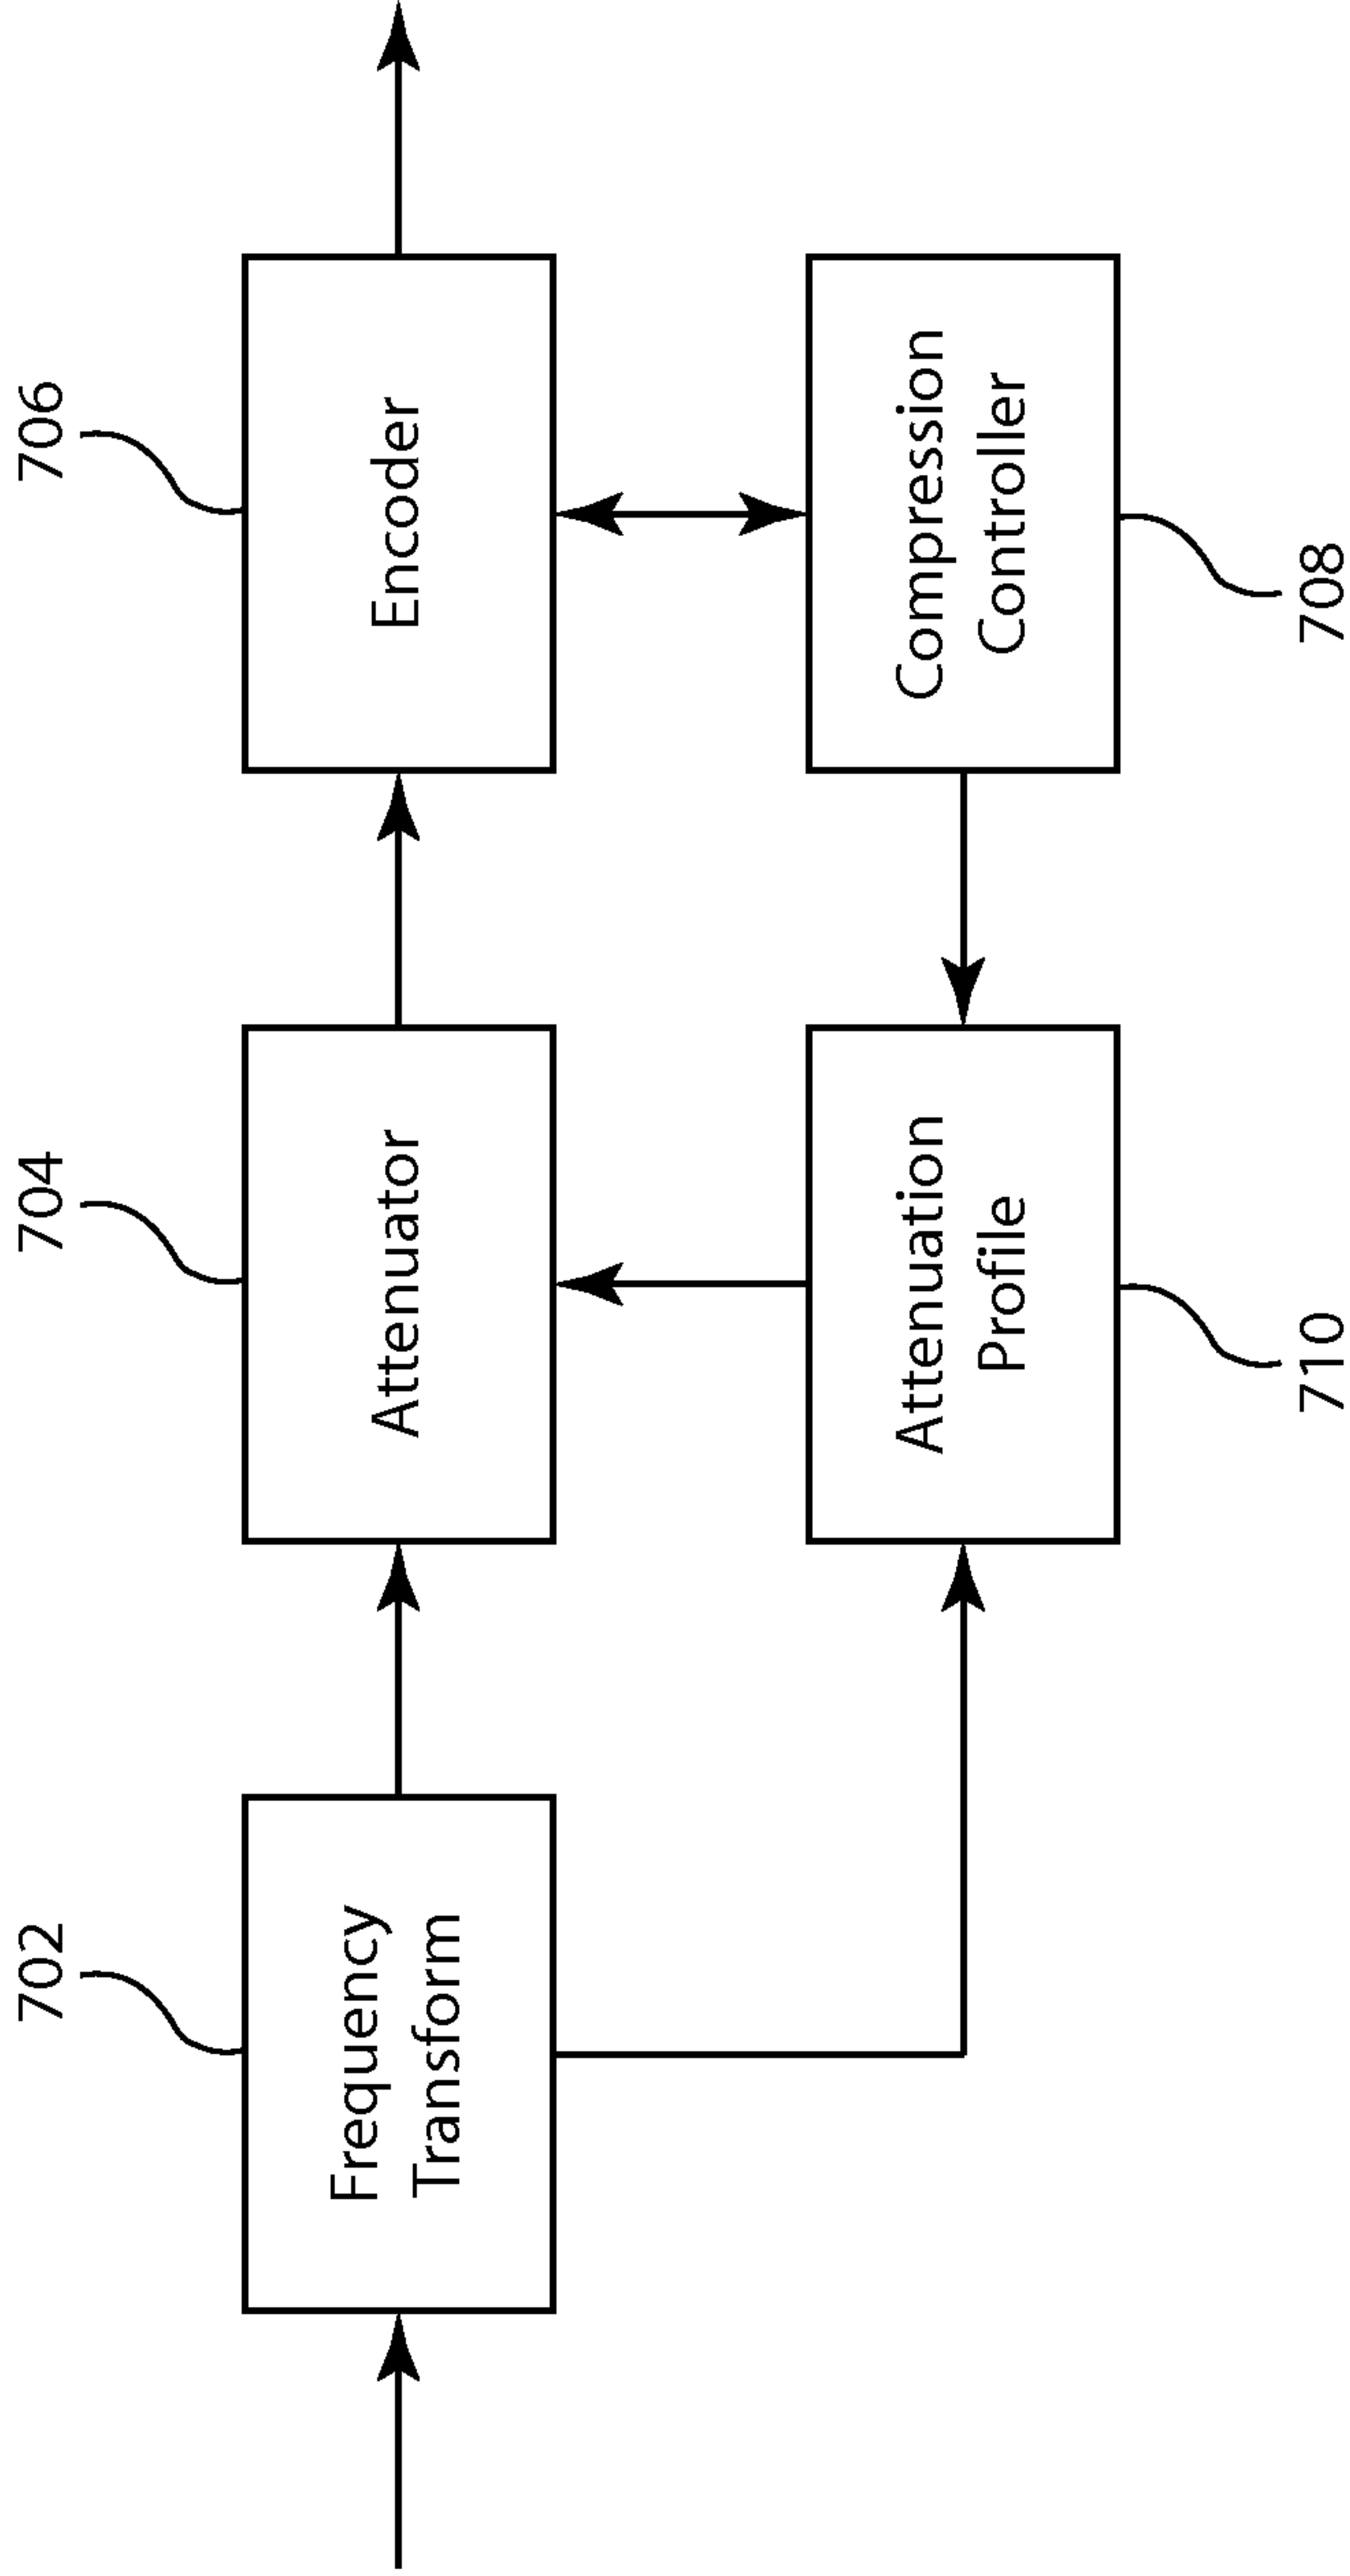 702
704
706
Frequency
Transform
Attenuator
Encoder
Attenuation
Profile
Compression
Controller
710
708